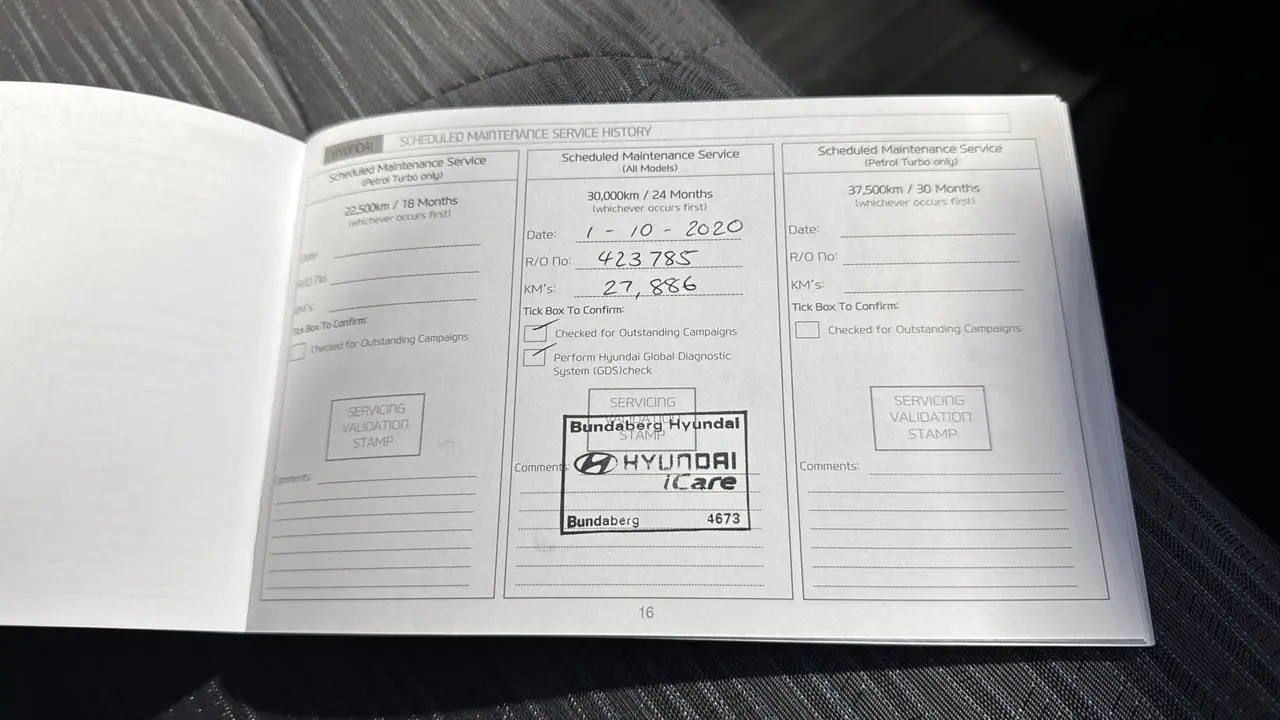 HYUNDAI SCHEDULED MAINTENANCE SERVICE HISTORY
Scheduled Maintenance Service
(Petrol Turbo only)
22,500km / 18 Months
(whichever occurs first)
Date:
R/O No:
KM's:
Tick Box To Confirm:
Checked for Outstanding Campaigns
SERVICING
VALIDATION
STAMP
Comments:
Scheduled Maintenance Service
(All Models)
30,000km / 24 Months
(whichever occurs first)
Date: 1 - 10 - 2020
R/O No: 423785
KM's: 27,886
Tick Box To Confirm:
Checked for Outstanding Campaigns
Perform Hyundai Global Diagnostic
System (GDS)check
SERVICING
VALIDATION
STAMP
Bundaberg Hyundai
Comments:
HYUNDAI
iCare
Bundaberg 4673
Scheduled Maintenance Service
(Petrol Turbo only)
37,500km / 30 Months
(whichever occurs first)
Date:
R/O No:
KM's:
Tick Box To Confirm:
Checked for Outstanding Campaigns
SERVICING
VALIDATION
STAMP
Comments:
16